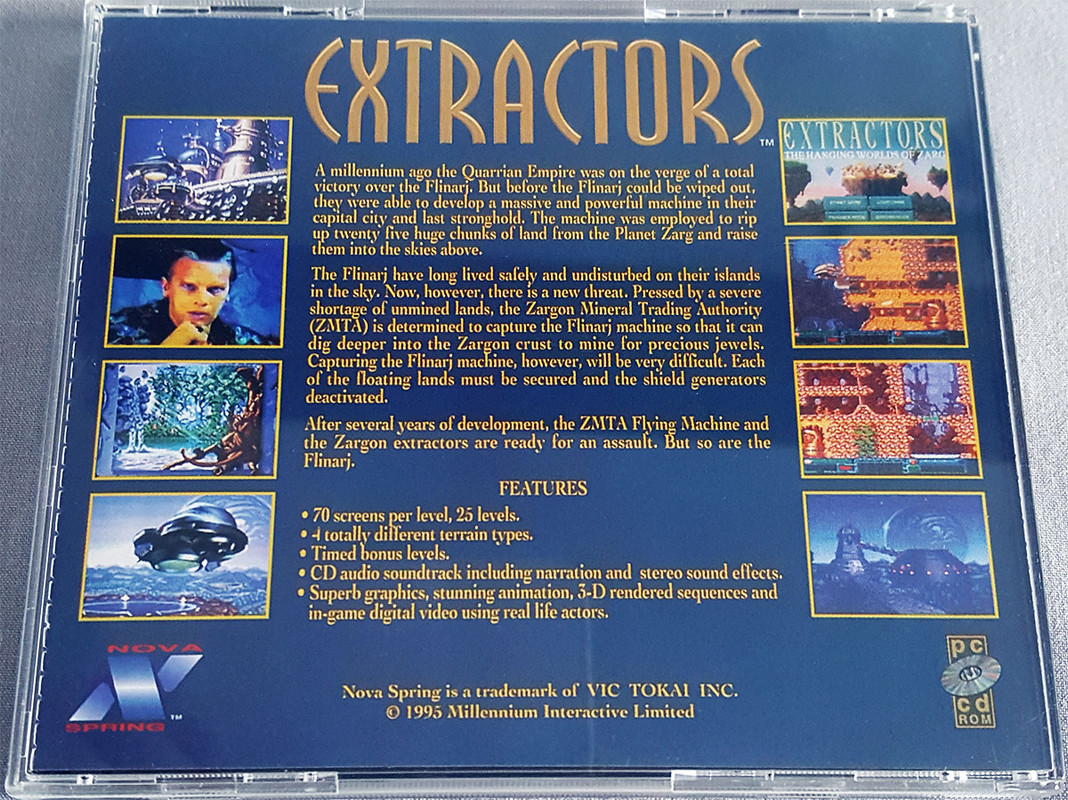 EXTRACTORS
™
A millennium ago the Quarrian Empire was on the verge of a total
victory over the Flinarj. But before the Flinarj could be wiped out,
they were able to develop a massive and powerful machine in their
capital city and last stronghold. The machine was employed to rip
up twenty five huge chunks of land from the Planet Zarg and raise
them into the skies above.
The Flinarj have long lived safely and undisturbed on their islands
in the sky. Now, however, there is a new threat. Pressed by a severe
shortage of unmined lands, the Zargon Mineral Trading Authority
(ZMTA) is determined to capture the Flinarj machine so that it can
dig deeper into the Zargon crust to mine for precious jewels.
Capturing the Flinarj machine, however, will be very difficult. Each
of the floating lands must be secured and the shield generators
deactivated.
After several years of development, the ZMTA Flying Machine and
the Zargon extractors are ready for an assault. But so are the
Flinarj.
FEATURES
• 70 screens per level, 25 levels.
• 4 totally different terrain types.
• Timed bonus levels.
• CD audio soundtrack including narration and stereo sound effects.
• Superb graphics, stunning animation, 3-D rendered sequences and
in-game digital video using real life actors.
EXTRACTORS
THE HANGING WORLDS OF ZARG
START GAME
NOVA
SPRING ™
Nova Spring is a trademark of VIC TOKAI INC.
© 1995 Millennium Interactive Limited
pc
cd
ROM